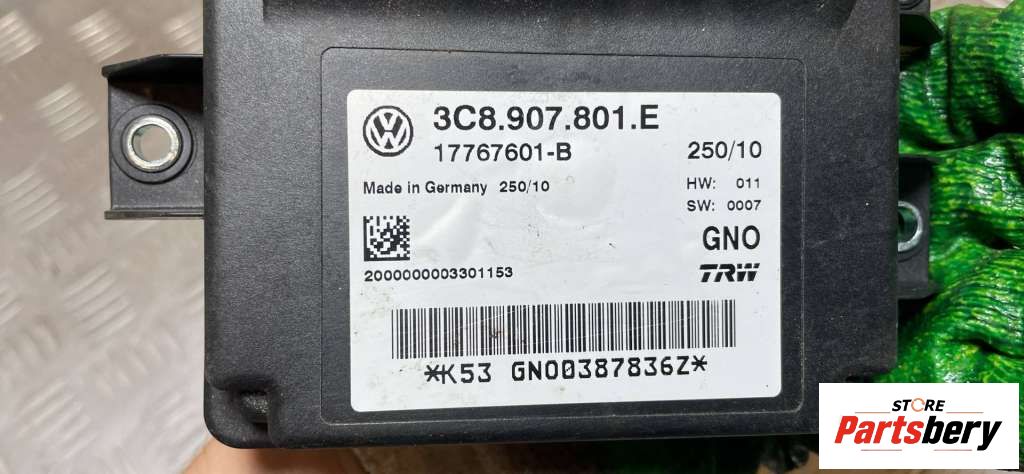 3C8.907.801.E
17767601-B 250/10
Made in Germany 250/10
HW: 011
SW: 0007
GNO
TRW
2000000003301153
*K53 GNO0387836Z*
STORE
Partsbery